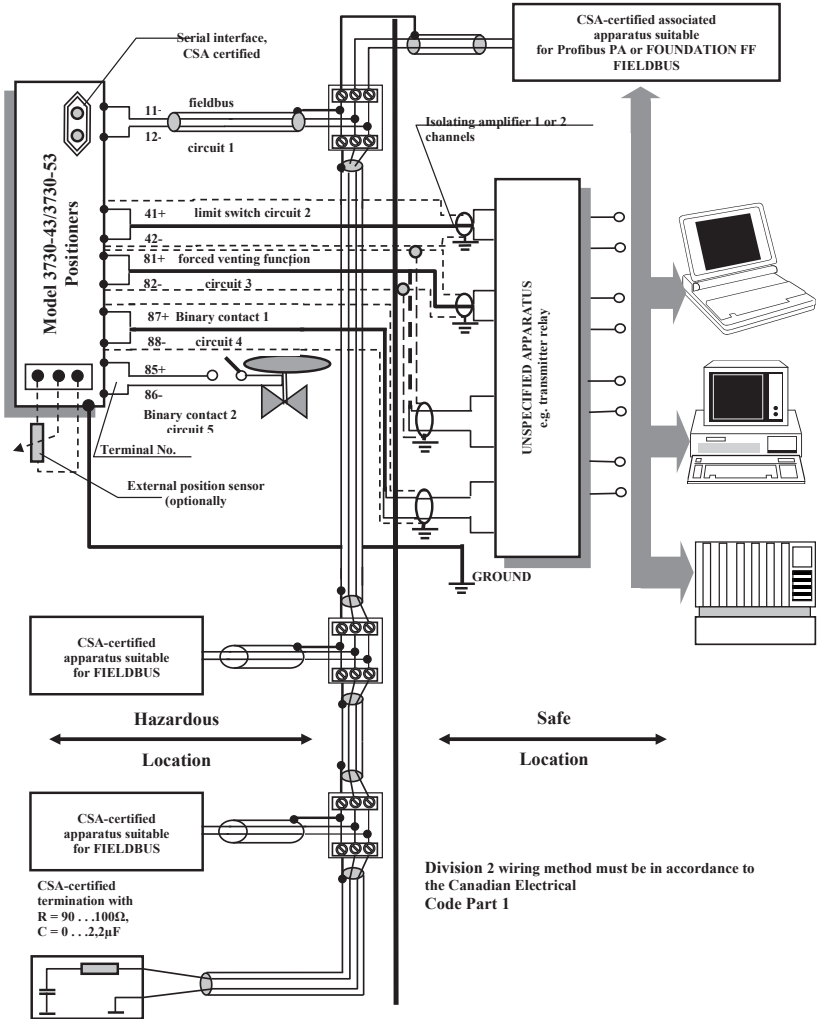 CSA-certified associated
apparatus suitable
for Profibus PA or FOUNDATION FF
FIELDBUS
Serial interface,
CSA certified
Model 3730-43/3730-53
Positioners
11-
fieldbus
12-
circuit 1
Isolating amplifier 1 or 2
channels
41+
limit switch circuit 2
42-
81+
forced venting function
82-
circuit 3
87+ Binary contact 1
88-
circuit 4
85+
86-
Binary contact 2
circuit 5
Terminal No.
External position sensor
(optionally
UNSPECIFIED APPARATUS
e.g. transmitter relay
GROUND
CSA-certified
apparatus suitable
for FIELDBUS
Hazardous
Location
Safe
Location
CSA-certified
apparatus suitable
for FIELDBUS
Division 2 wiring method must be in accordance to
the Canadian Electrical
Code Part 1
CSA-certified
termination with
R = 90 . . .100Ω,
C = 0 . . .2,2µF